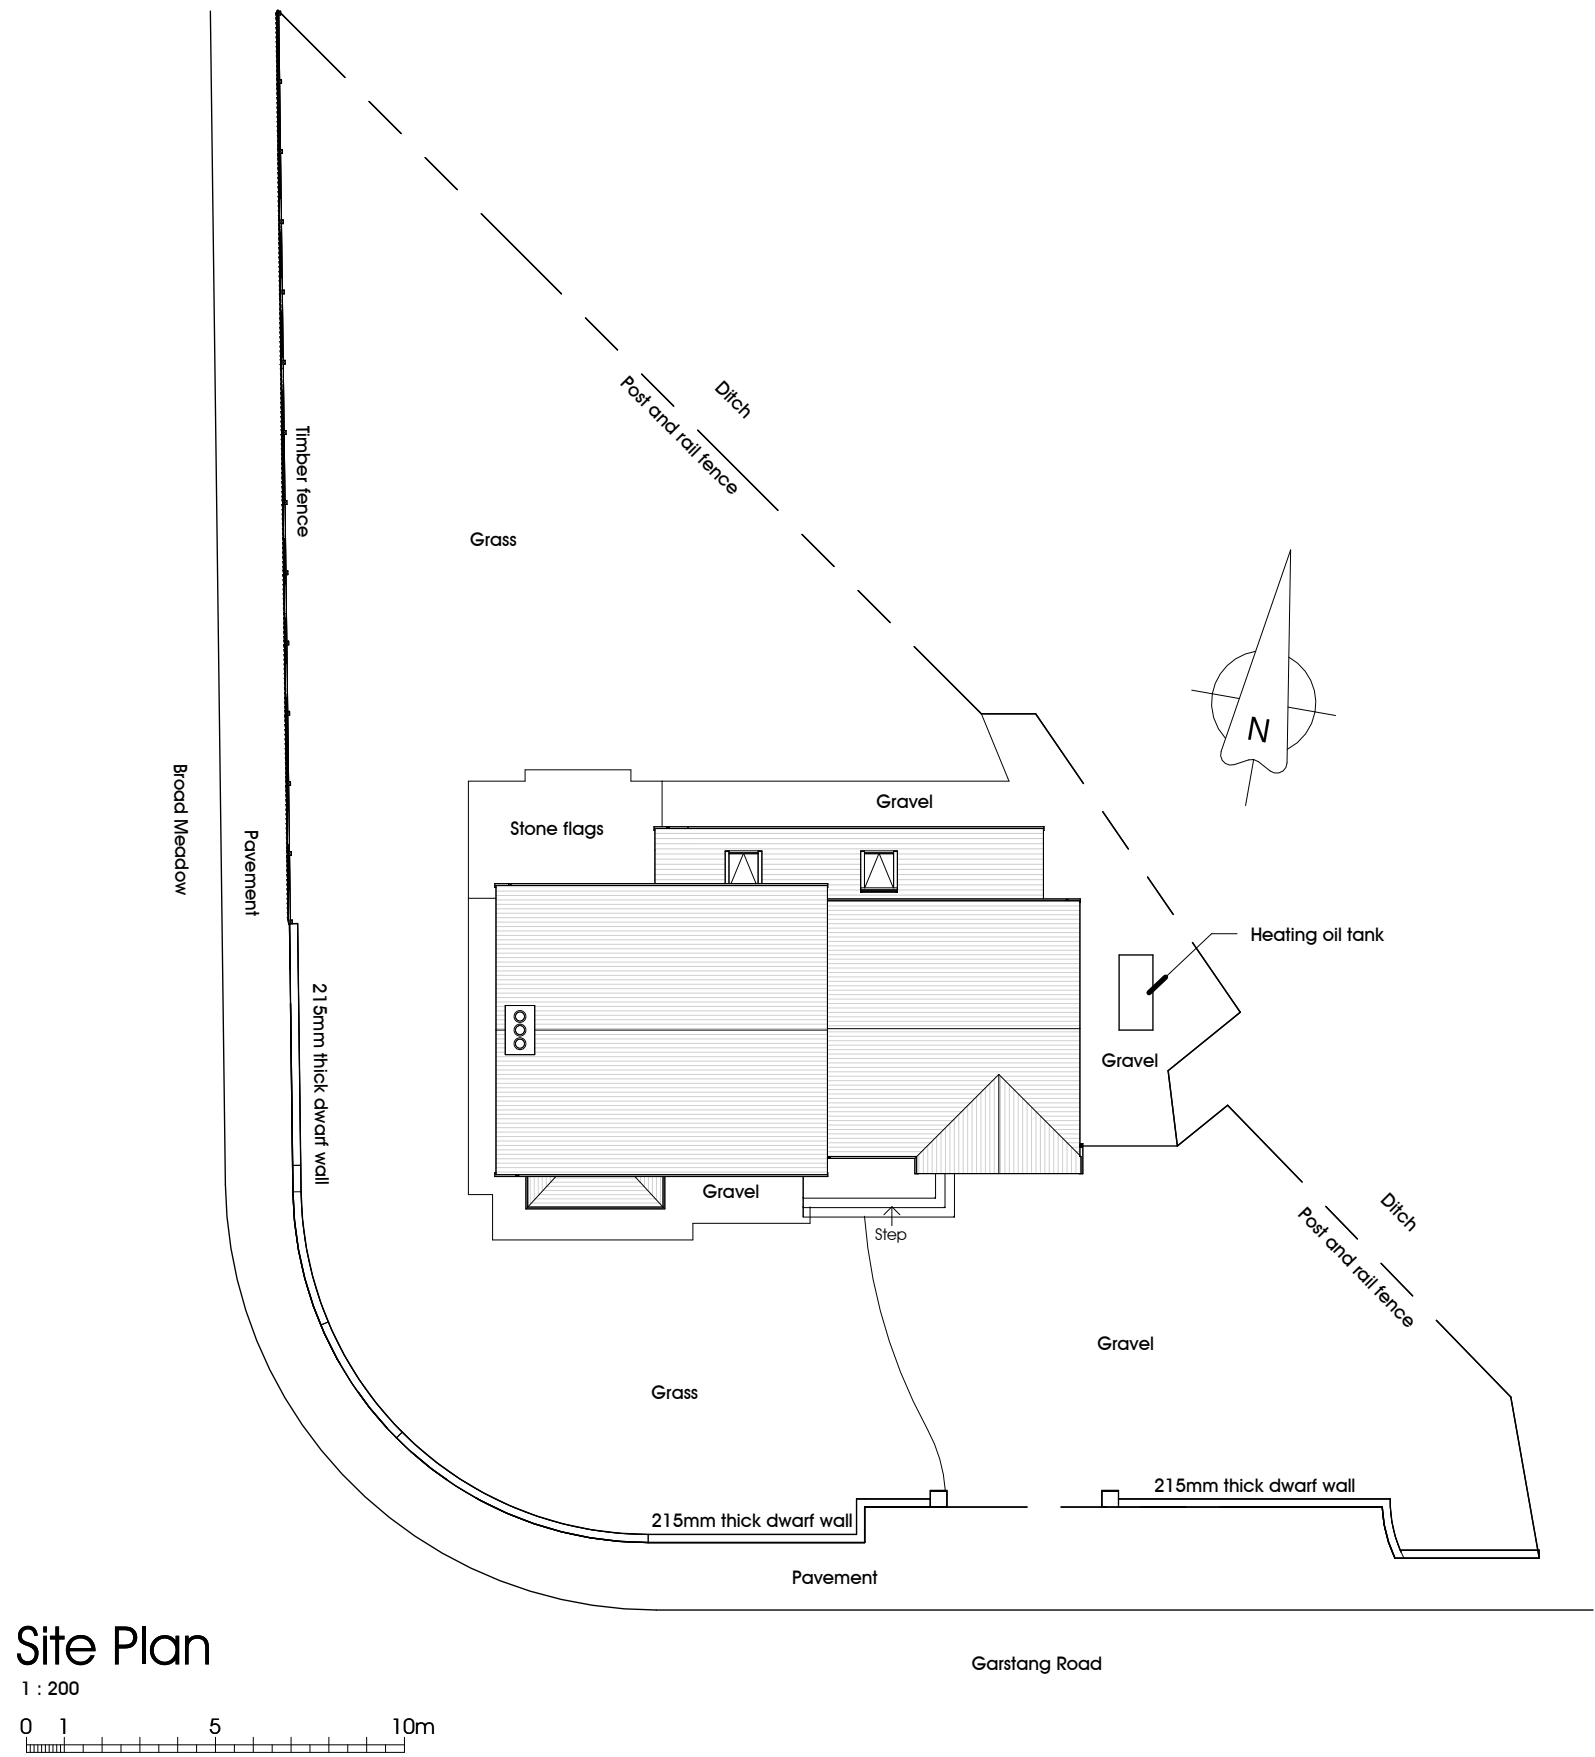 Ditch
Post and rail fence
Timber fence
Grass
N
Broad Meadow
Pavement
Gravel
Stone flags
Heating oil tank
215mm thick dwarf wall
Gravel
Gravel
Step
Ditch
Post and rail fence
Gravel
Grass
215mm thick dwarf wall
215mm thick dwarf wall
Pavement
Garstang Road
Site Plan
1 : 200
0 1 5 10m